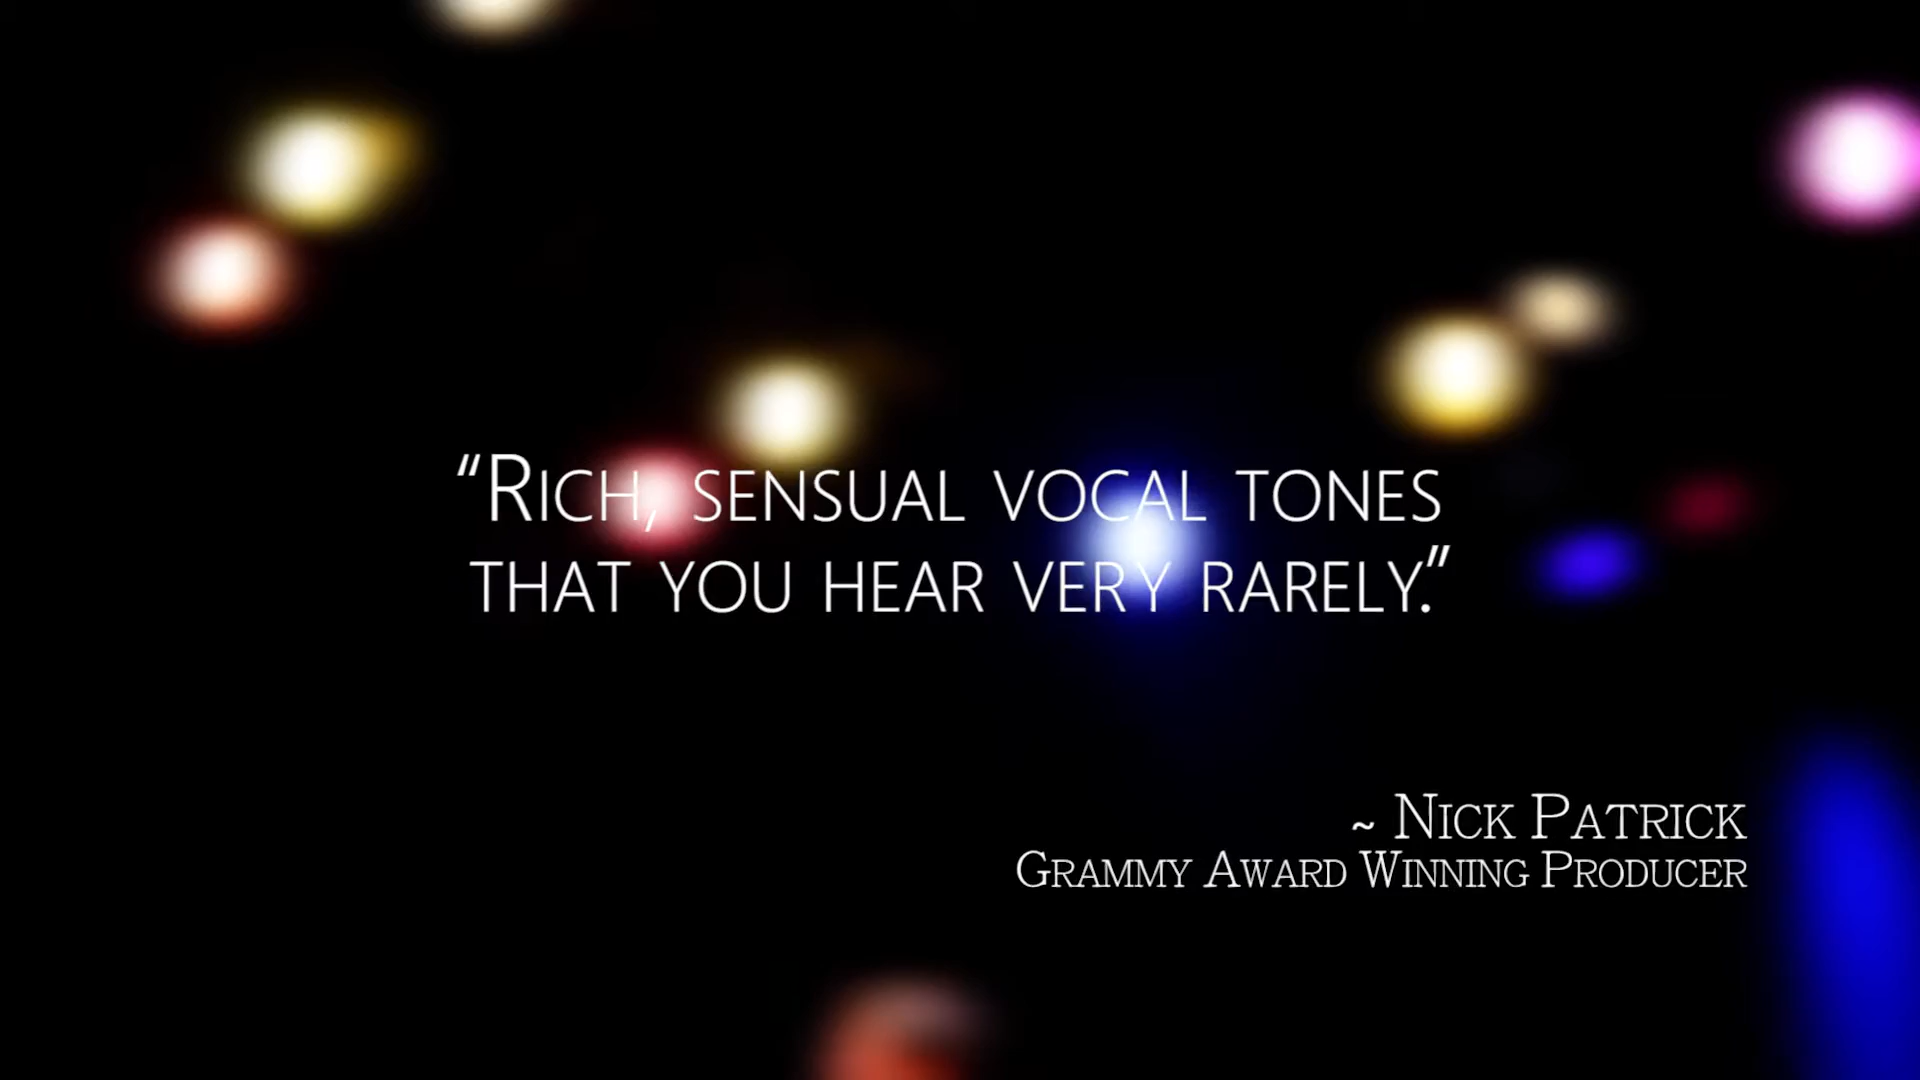 “Rich, sensual vocal tones
that you hear very rarely.”
~ Nick Patrick
Grammy Award Winning Producer